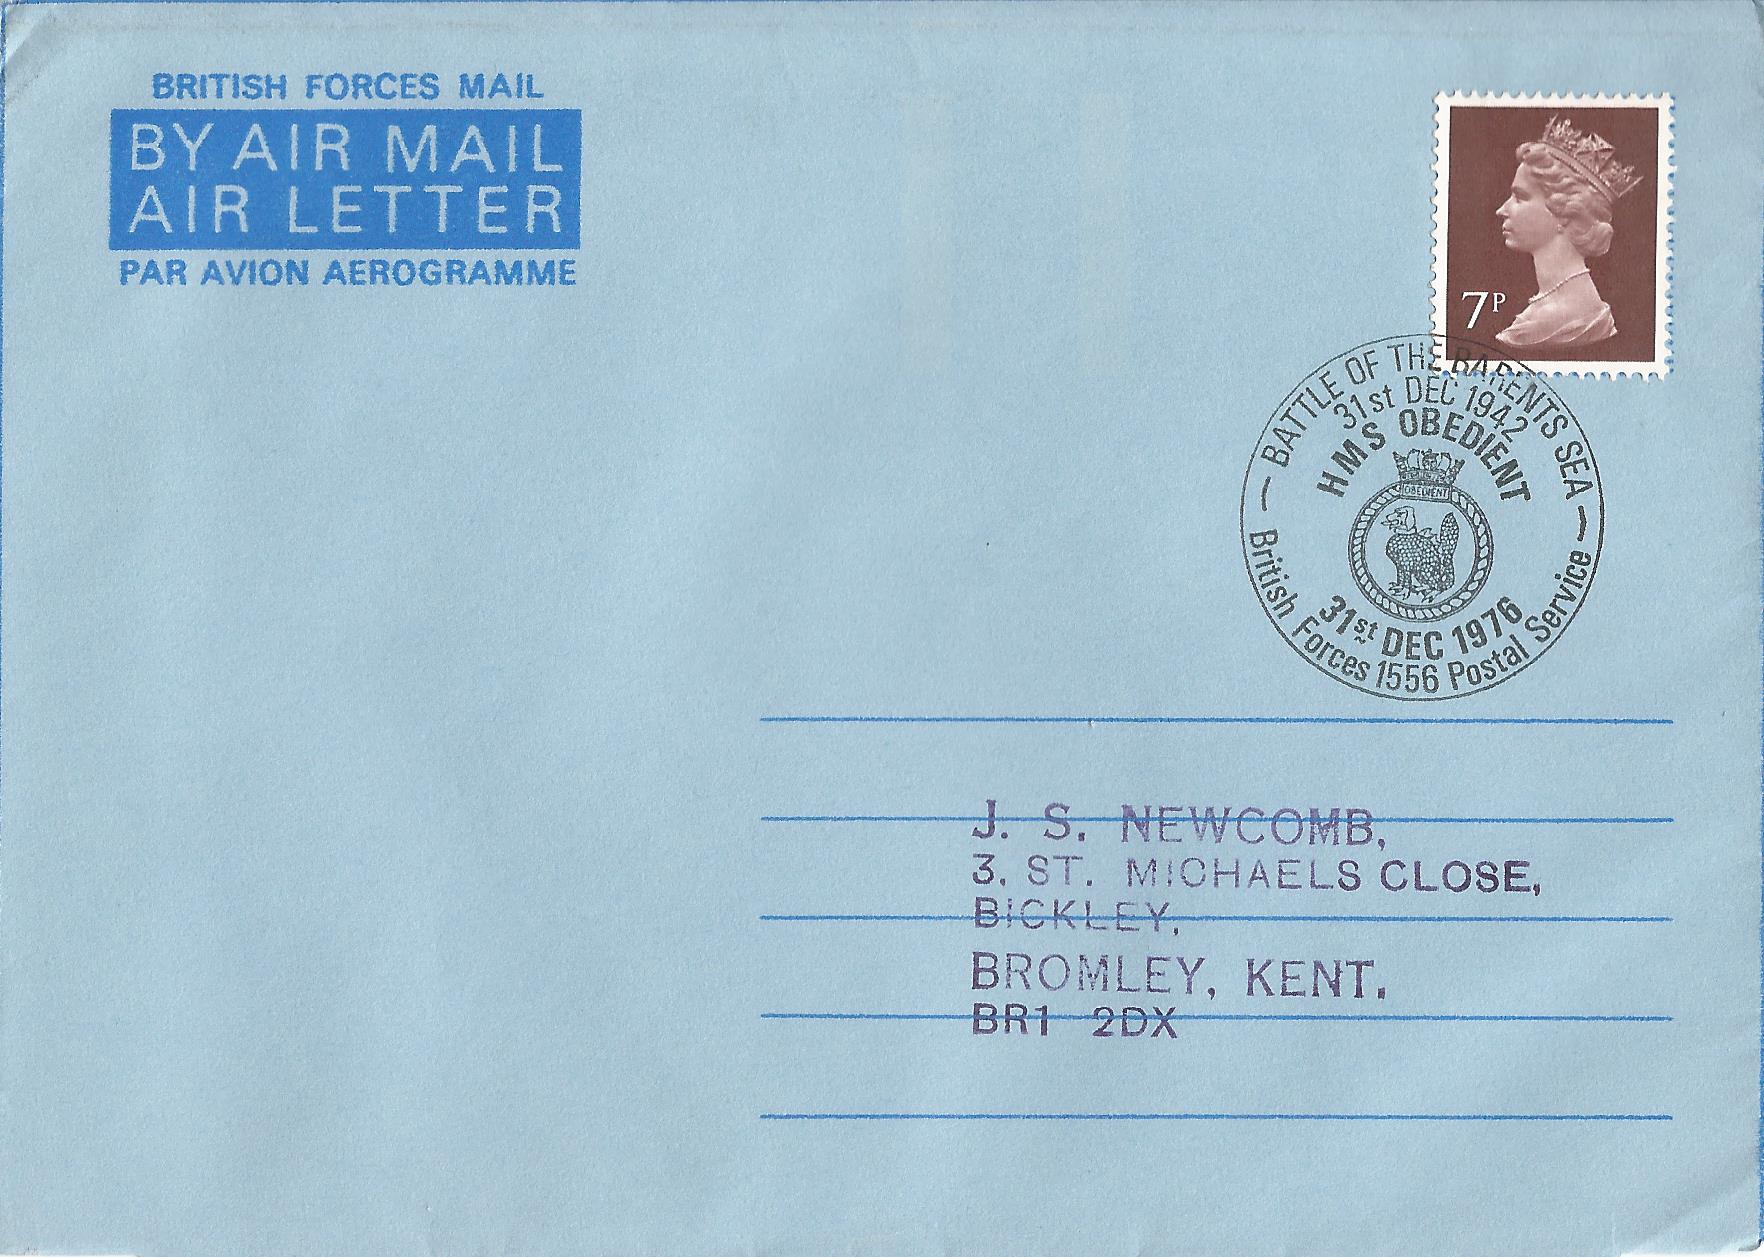 BRITISH FORCES MAIL
BY AIR MAIL
AIR LETTER
PAR AVION AEROGRAMME
7P
BATTLE OF THE BARENTS SEA
31st DEC 1942
HMS OBEDIENT
OBEDIENT
31st DEC 1976
British Forces 1556 Postal Service
J. S. NEWCOMB,
3, ST. MICHAELS CLOSE,
BICKLEY,
BROMLEY, KENT.
BR1 2DX